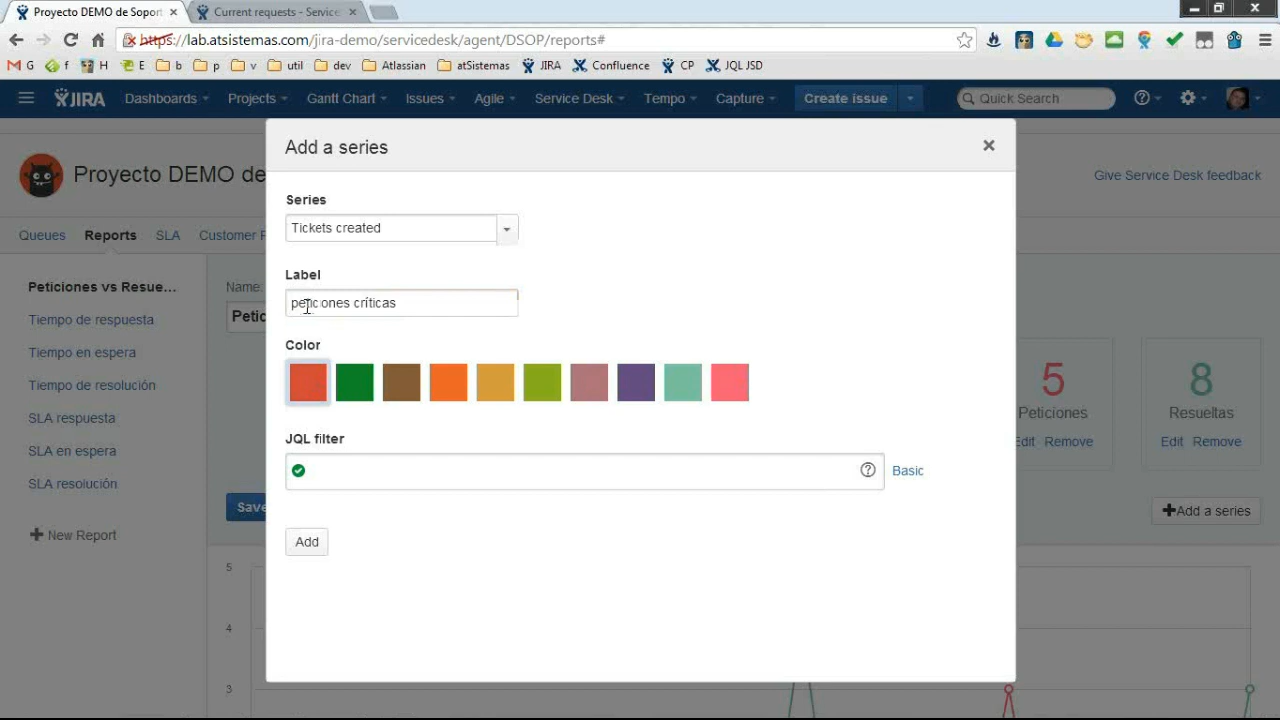 Proyecto DEMO de Sopor
Current requests - Service
https://lab.atsistemas.com/jira-demo/servicedesk/agent/DSOP/reports#
G f H E b p v util dev Atlassian atSistemas JIRA Confluence CP JQL JSD
JIRA Dashboards Projects Gantt Chart Issues Agile Service Desk Tempo Capture Create issue Quick Search
Add a series
Proyecto DEMO de
Give Service Desk feedback
Queues Reports SLA Customer P
Series
Tickets created
Label
peticiones críticas
Color
JQL filter
Basic
Add
Peticiones vs Resue...
Tiempo de respuesta
Tiempo en espera
Tiempo de resolución
SLA respuesta
SLA en espera
SLA resolución
New Report
Name:
Petic
Save
5
Peticiones
Edit Remove
8
Resueltas
Edit Remove
Add a series
5
4
3